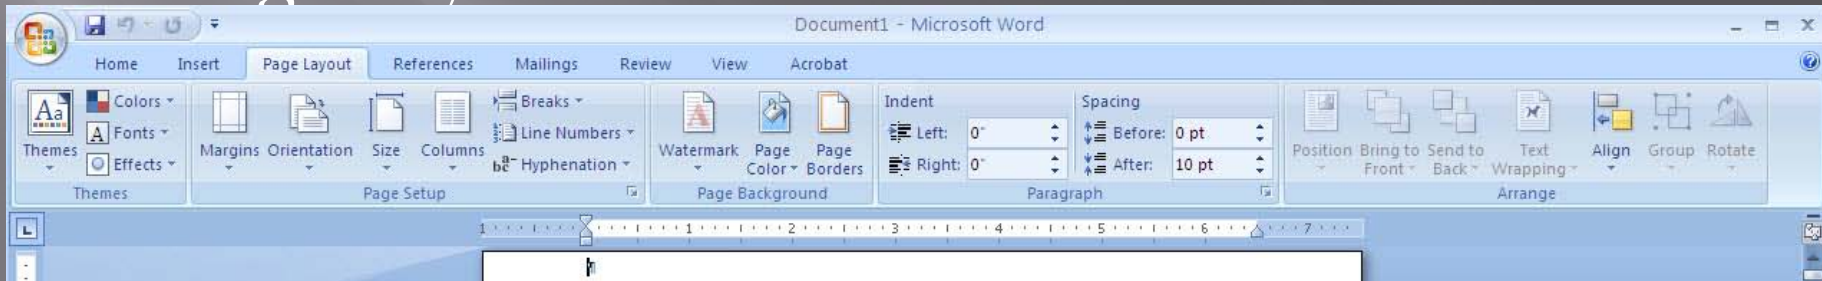 Document1 - Microsoft Word
Home Insert Page Layout References Mailings Review View Acrobat
Aa Colors Breaks Indent Spacing
A Fonts Line Numbers Left: 0" Before: 0 pt
Themes Margins Orientation Size Columns Watermark Page Color Page Borders Position Bring to Front Send to Back Text Wrapping Align Group Rotate
Effects Hyphenation Right: 0" After: 10 pt
Themes Page Setup Page Background Paragraph Arrange
L 1 1 2 3 4 5 6 7
¶